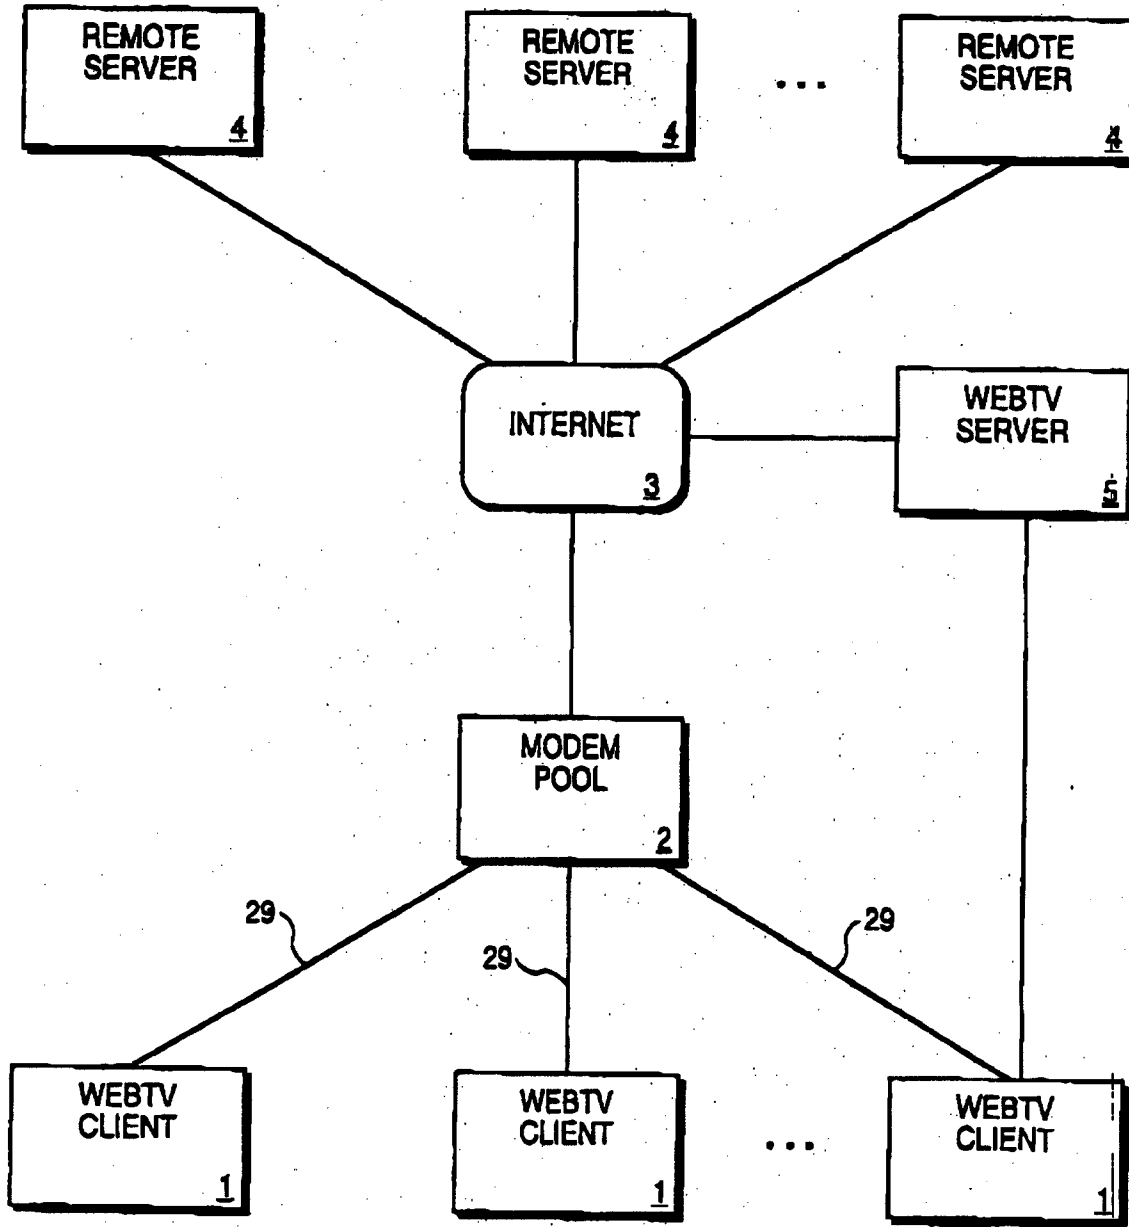 REMOTE
SERVER
4
REMOTE
SERVER
4
...
REMOTE
SERVER
4
INTERNET
3
WEBTV
SERVER
5
MODEM
POOL
2
29
29
29
WEBTV
CLIENT
1
WEBTV
CLIENT
1
...
WEBTV
CLIENT
1